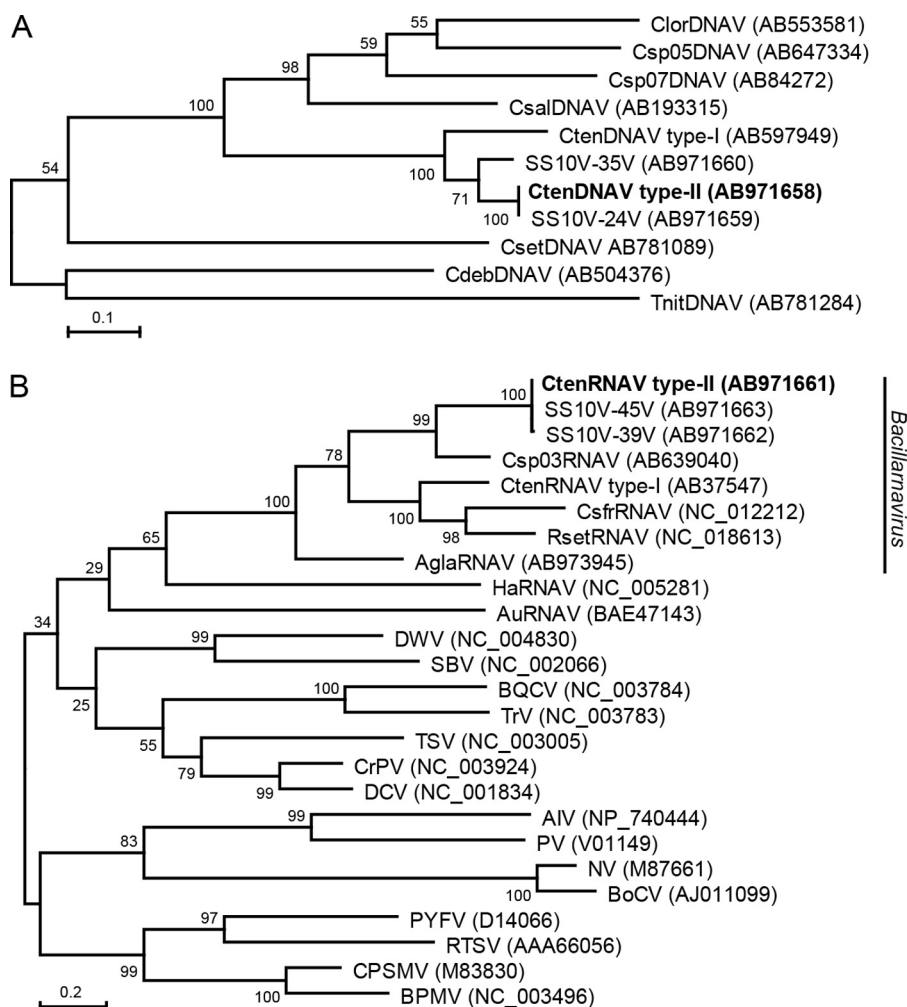 A
55
ClorDNAV (AB553581)
59
Csp05DNAV (AB647334)
98
Csp07DNAV (AB84272)
100
CsalDNAV (AB193315)
CtenDNAV type-I (AB597949)
100
SS10V-35V (AB971660)
54
71
CtenDNAV type-II (AB971658)
100
SS10V-24V (AB971659)
CsetDNAV AB781089)
CdebDNAV (AB504376)
TnitDNAV (AB781284)
0.1
B
100
CtenRNAV type-II (AB971661)
SS10V-45V (AB971663)
99
SS10V-39V (AB971662)
78
Csp03RNAV (AB639040)
CtenRNAV type-I (AB37547)
100
100
CsfrRNAV (NC_012212)
98
RsetRNAV (NC_018613)
65
AglaRNAV (AB973945)
Bacillarnavirus
29
HaRNAV (NC_005281)
AuRNAV (BAE47143)
34
99
DWV (NC_004830)
SBV (NC_002066)
25
100
BQCV (NC_003784)
TrV (NC_003783)
55
TSV (NC_003005)
79
CrPV (NC_003924)
99
DCV (NC_001834)
99
AIV (NP_740444)
83
PV (V01149)
NV (M87661)
100
BoCV (AJ011099)
97
PYFV (D14066)
RTSV (AAA66056)
99
CPSMV (M83830)
100
BPMV (NC_003496)
0.2